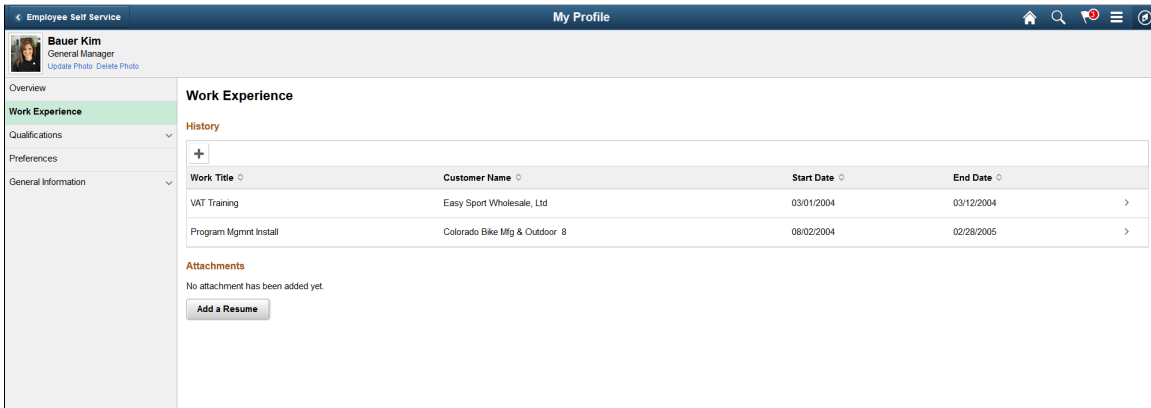 Employee Self Service
My Profile
3
Bauer Kim
General Manager
Update Photo Delete Photo
Overview
Work Experience
Qualifications
Preferences
General Information
Work Experience
History
Work Title Customer Name Start Date End Date
VAT Training Easy Sport Wholesale, Ltd 03/01/2004 03/12/2004
Program Mgmnt Install Colorado Bike Mfg & Outdoor 8 08/02/2004 02/28/2005
Attachments
No attachment has been added yet.
Add a Resume